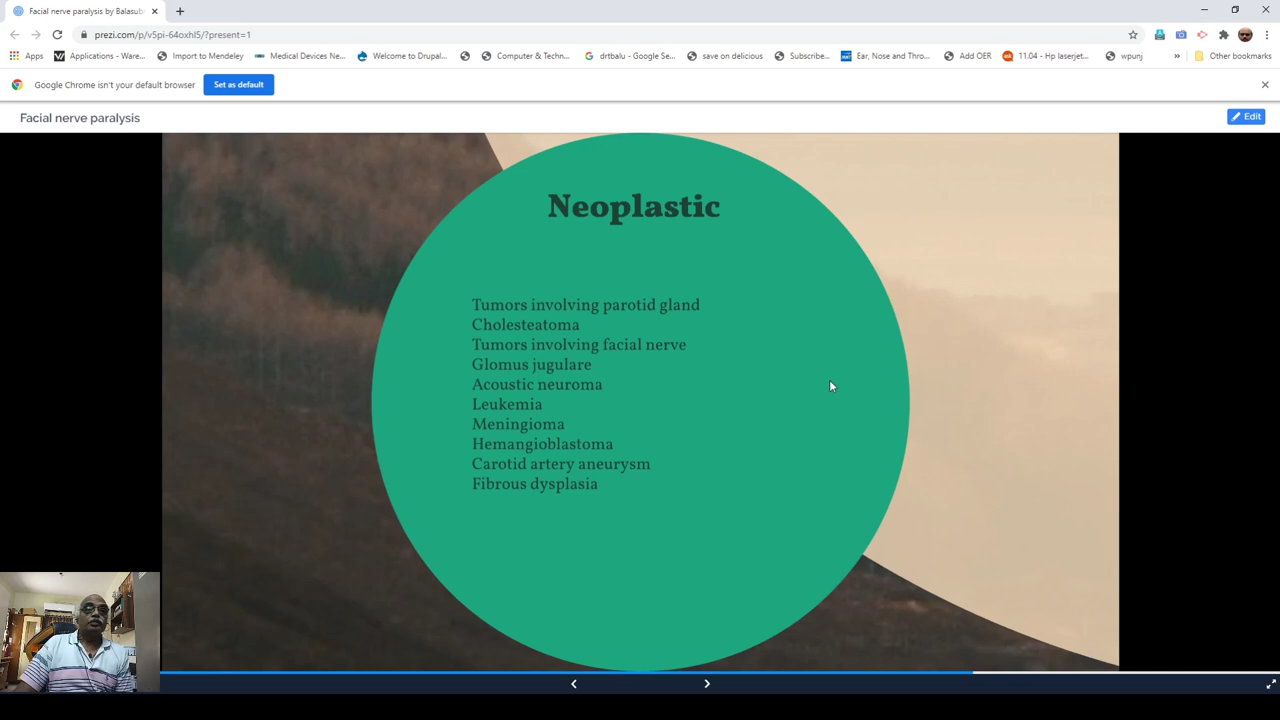 Facial nerve paralysis by Balasub
prezi.com/p/v5pi-64oxhl5/?present=1
Apps
Applications - Ware...
Import to Mendeley
Medical Devices Ne...
Welcome to Drupal...
Computer & Techn...
drtbalu - Google Se...
save on delicious
Subscribe...
Ear, Nose and Thro...
Add OER
11.04 - Hp laserjet...
wpunj
»
Other bookmarks
Google Chrome isn't your default browser
Set as default
Facial nerve paralysis
Edit
Neoplastic
Tumors involving parotid gland
Cholesteatoma
Tumors involving facial nerve
Glomus jugulare
Acoustic neuroma
Leukemia
Meningioma
Hemangioblastoma
Carotid artery aneurysm
Fibrous dysplasia